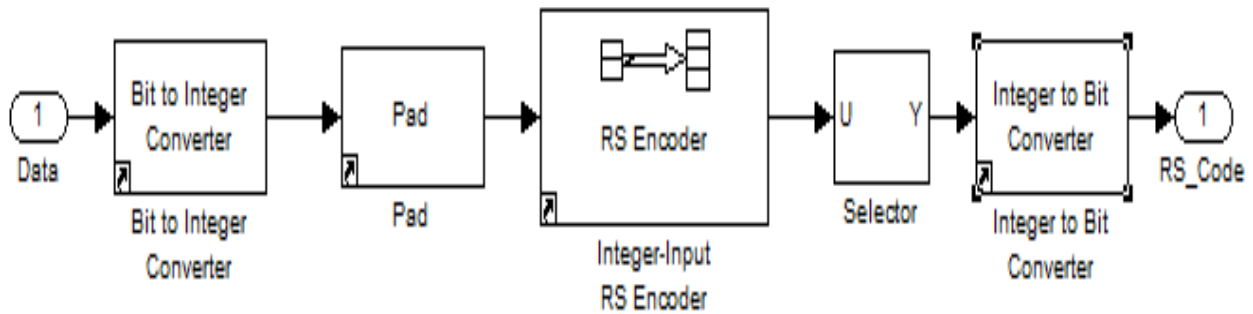 1
Data
Bit to Integer
Converter
Bit to Integer
Converter
Pad
Pad
RS Encoder
Integer-Input
RS Encoder
U Y
Selector
Integer to Bit
Converter
Integer to Bit
Converter
1
RS_Code